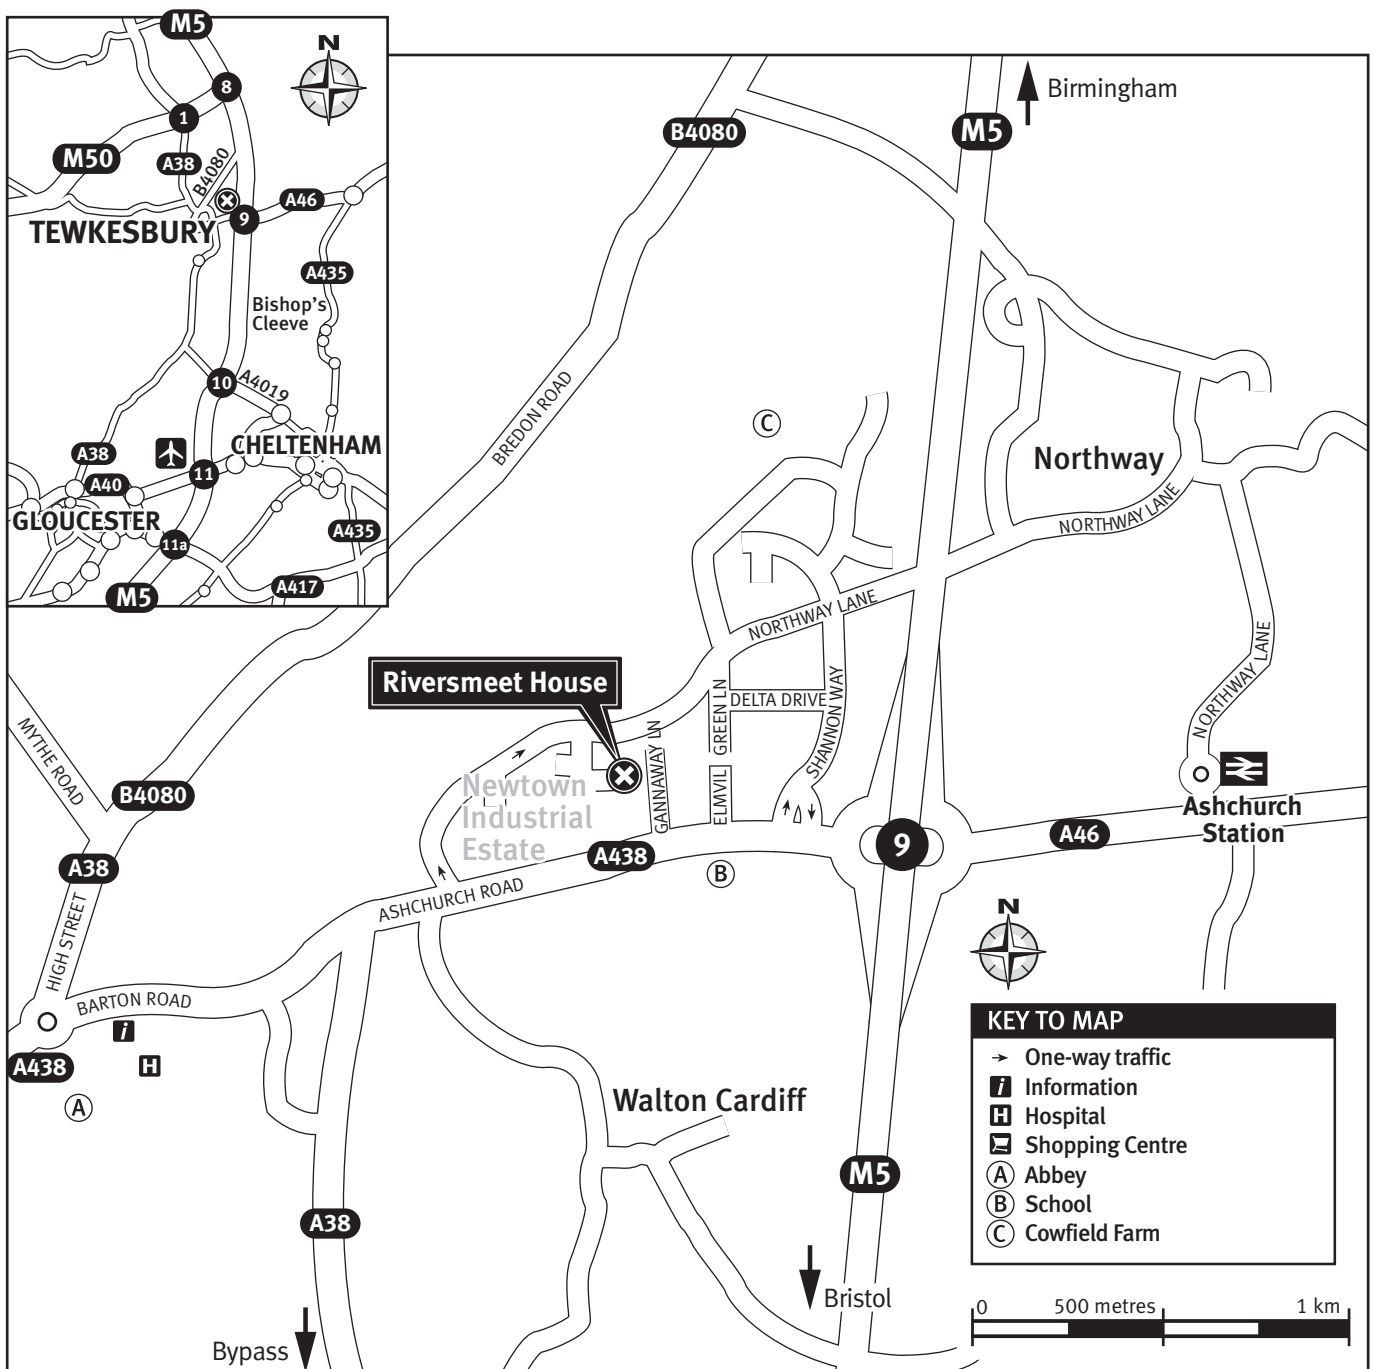 M5
N
8
1
M50
A38
B4080
A46
9
TEWKESBURY
A435
Bishop's
Cleeve
10
A4019
A38
CHELTENHAM
11
A40
GLOUCESTER
11a
A435
A417
M5
Birmingham
B4080
M5
BREDON ROAD
C
Northway
NORTHWAY LANE
NORTHWAY LANE
Riversmeet House
GREEN LN
DELTA DRIVE
SHANNON WAY
NORTHWAY LANE
MYTHE ROAD
B4080
Newtown
Industrial
Estate
GANNAWAY LN
ELMVIL
Ashchurch
Station
A46
9
A438
B
A38
ASHCHURCH ROAD
HIGH STREET
N
BARTON ROAD
i
H
A438
A
Walton Cardiff
M5
A38
Bristol
Bypass
KEY TO MAP
One-way traffic
i Information
H Hospital
Shopping Centre
A Abbey
B School
C Cowfield Farm
0 500 metres 1 km